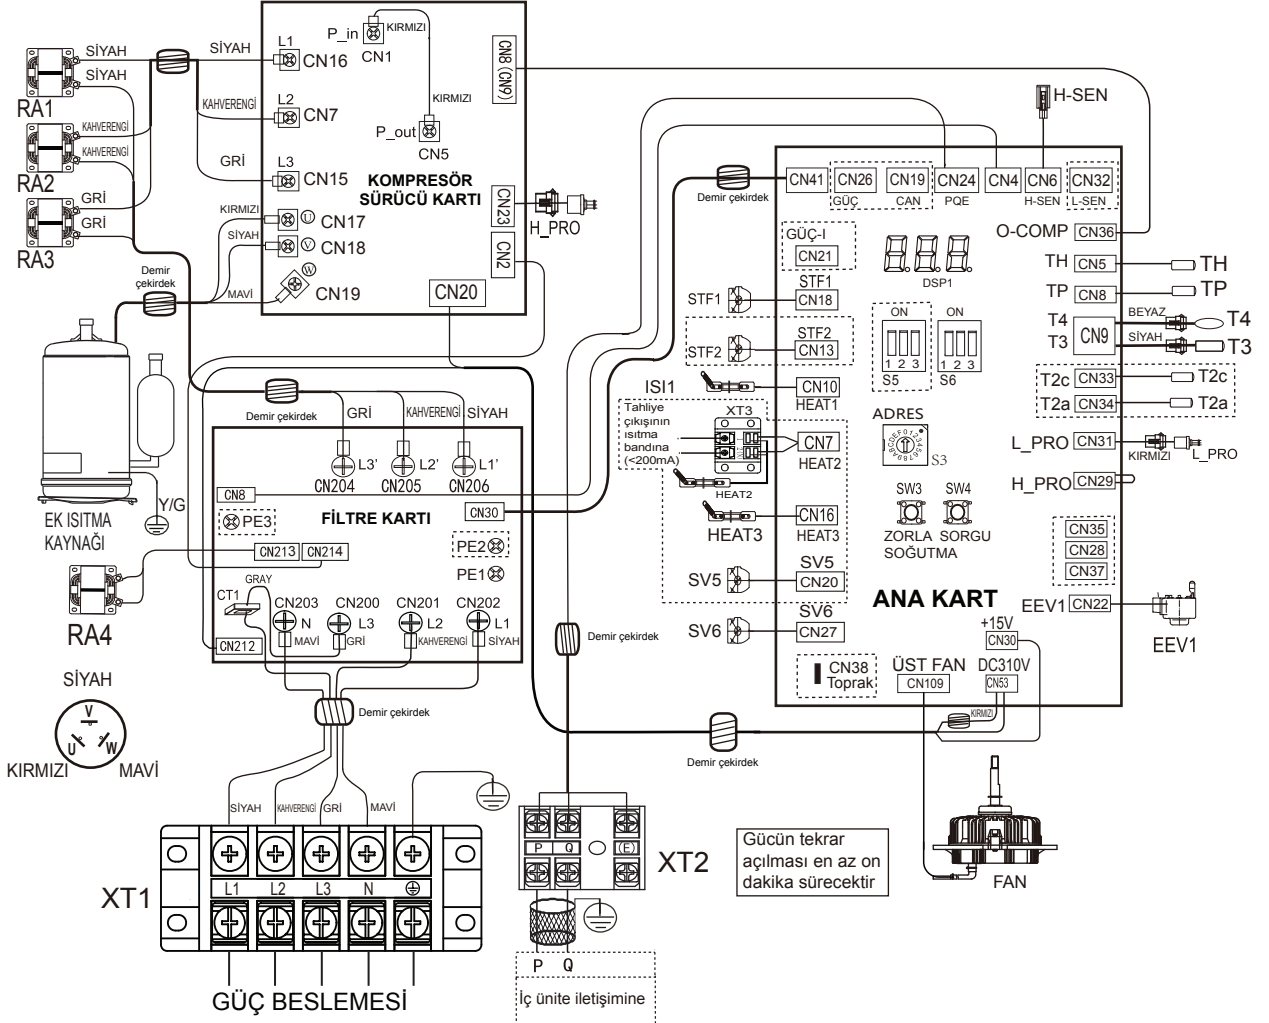 SİYAH
SİYAH
RA1
KAHVERENGİ
KAHVERENGİ
RA2
GRİ
GRİ
RA3
SİYAH
KAHVERENGİ
GRİ
KIRMIZI
SİYAH
MAVİ
Demir
çekirdek
L1
CN16
L2
CN7
L3
CN15
U
CN17
V
CN18
W
CN19
P_in
CN1
KIRMIZI
KIRMIZI
P_out
CN5
KOMPRESÖR
SÜRÜCÜ KARTI
CN8 (CN9)
CN23
CN2
CN20
H_PRO
Demir çekirdek
H-SEN
CN41
CN26
CN19
CN24
CN4
CN6
CN32
GÜÇ
CAN
PQE
H-SEN
L-SEN
GÜÇ-I
CN21
STF1
STF1
CN18
STF2
STF2
CN13
DSP1
ON
ON
1 2 3
1 2 3
S5
S6
O-COMP
CN36
TH
CN5
TH
TP
CN8
TP
T4
T3
CN9
BEYAZ
SİYAH
T4
T3
T2c
CN33
T2c
T2a
CN34
T2a
L_PRO
CN31
KIRMIZI
L_PRO
H_PRO
CN29
CN35
CN28
CN37
EEV1
CN22
EEV1
ISI1
CN10
HEAT1
Tahliye
çıkışının
ısıtma
bandına
(<200mA)
XT3
CN7
HEAT2
HEAT2
CN16
HEAT3
HEAT3
SV5
SV5
CN20
SV6
SV6
CN27
ADRES
S3
SW3
SW4
ZORLA
SOĞUTMA
SORGU
ANA KART
+15V
CN30
CN38
Toprak
ÜST FAN
CN109
DC310V
CN53
KIRMIZI
FAN
Demir çekirdek
GRİ
KAHVERENGİ
SİYAH
L3'
L2'
L1'
CN204
CN205
CN206
CN8
FİLTRE KARTI
CN30
PE3
PE2
PE1
CN213
CN214
GRAY
CT1
CN212
CN203
N
CN200
L3
CN201
L2
CN202
L1
MAVİ
GRİ
KAHVERENGİ
SİYAH
Demir çekirdek
Demir çekirdek
Demir çekirdek
Y/G
EK ISITMA
KAYNAĞI
RA4
SİYAH
V
U
W
KIRMIZI
MAVİ
SİYAH
KAHVERENGİ
GRİ
MAVİ
XT1
L1
L2
L3
N
GÜÇ BESLEMESİ
XT2
P
Q
(E)
P
Q
İç ünite iletişimine
Gücün tekrar
açılması en az on
dakika sürecektir